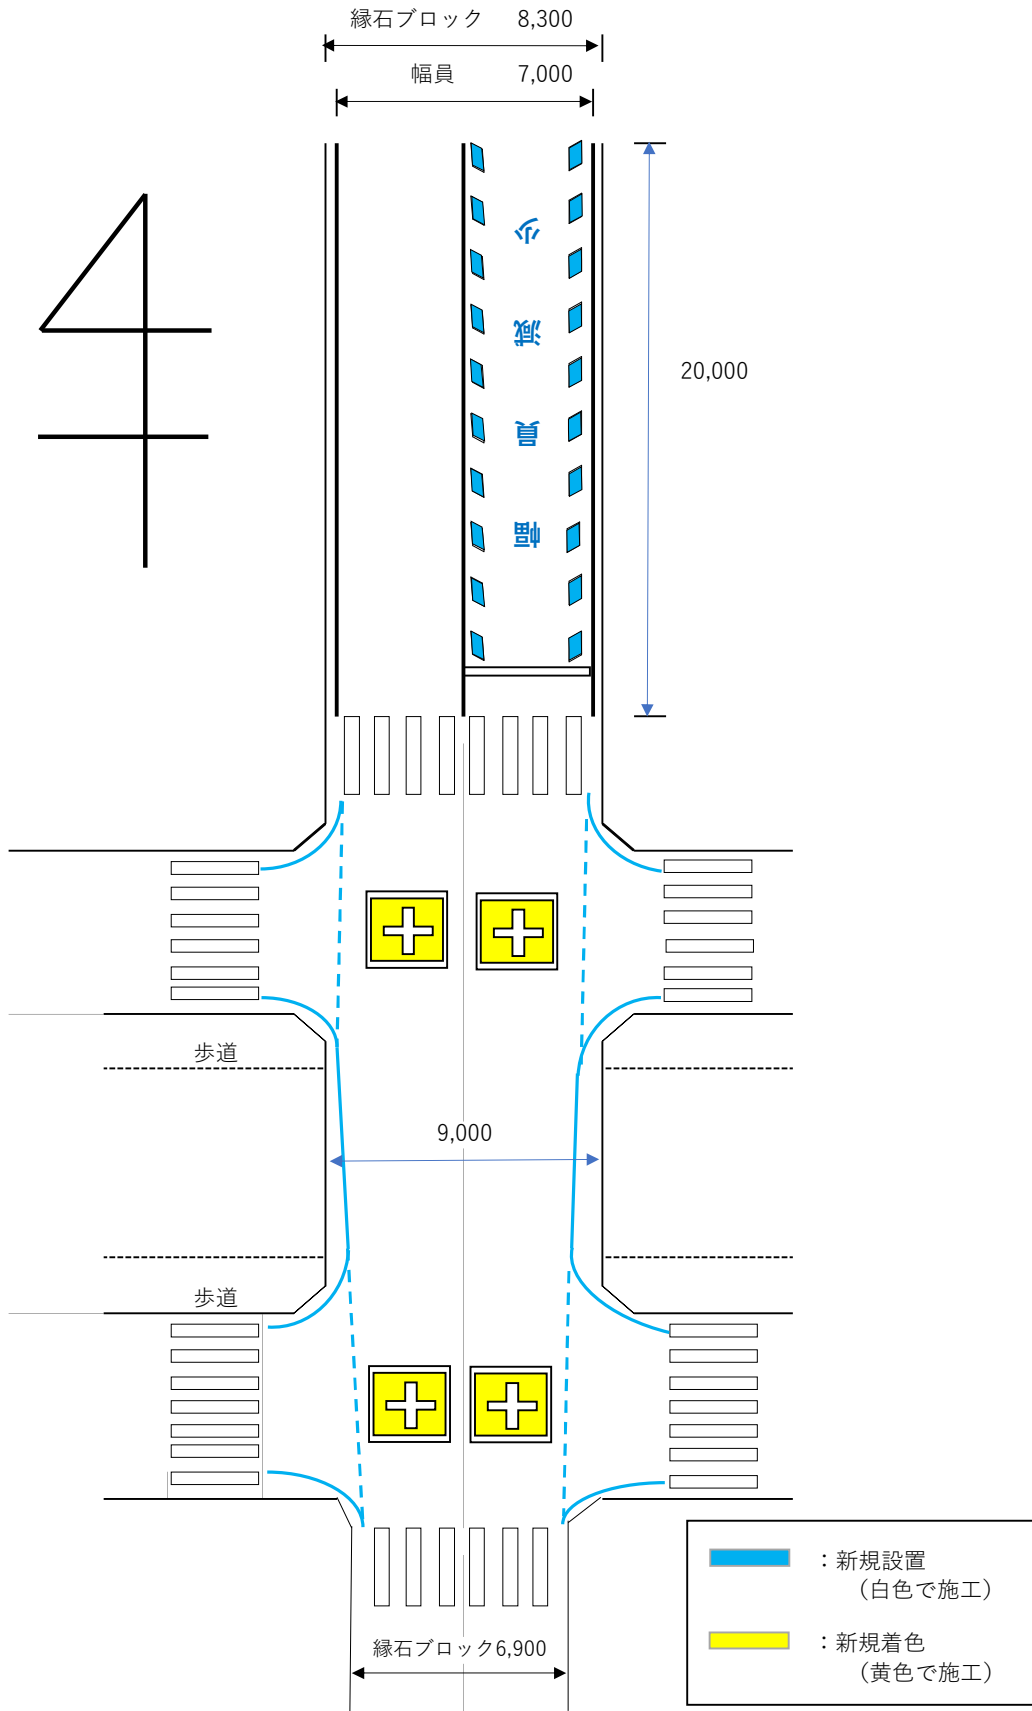 縁石ブロック 8,300
幅員 7,000
少
減
員
幅
20,000
歩道
9,000
歩道
縁石ブロック6,900
：新規設置
（白色で施工）
：新規着色
（黄色で施工）